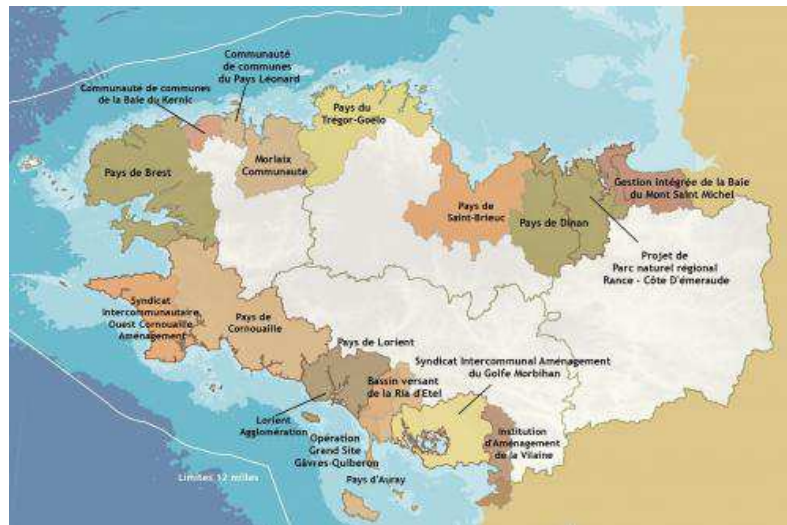 Communauté
de communes
du Pays Léonard
Communauté de communes
de la Baie du Kernic
Pays du
Trégor-Goëlo
Pays de Brest
Morlaix
Communauté
Gestion intégrée de la Baie
du Mont Saint Michel
Pays de
Saint-Brieuc
Pays de Dinan
Projet de
Parc naturel régional
Rance - Côte D'émeraude
Syndicat
Intercommunautaire
Ouest Cornouaille
Aménagement
Pays de
Cornouaille
Pays de Lorient
Syndicat Intercommunal Aménagement
du Golfe Morbihan
Bassin versant
de la Ria d'Etel
Lorient
Agglomération
Opération
Grand Site
Gâvres-Quiberon
Institution
d'Aménagement
de la Vilaine
Pays d'Auray
Limites 12 milles